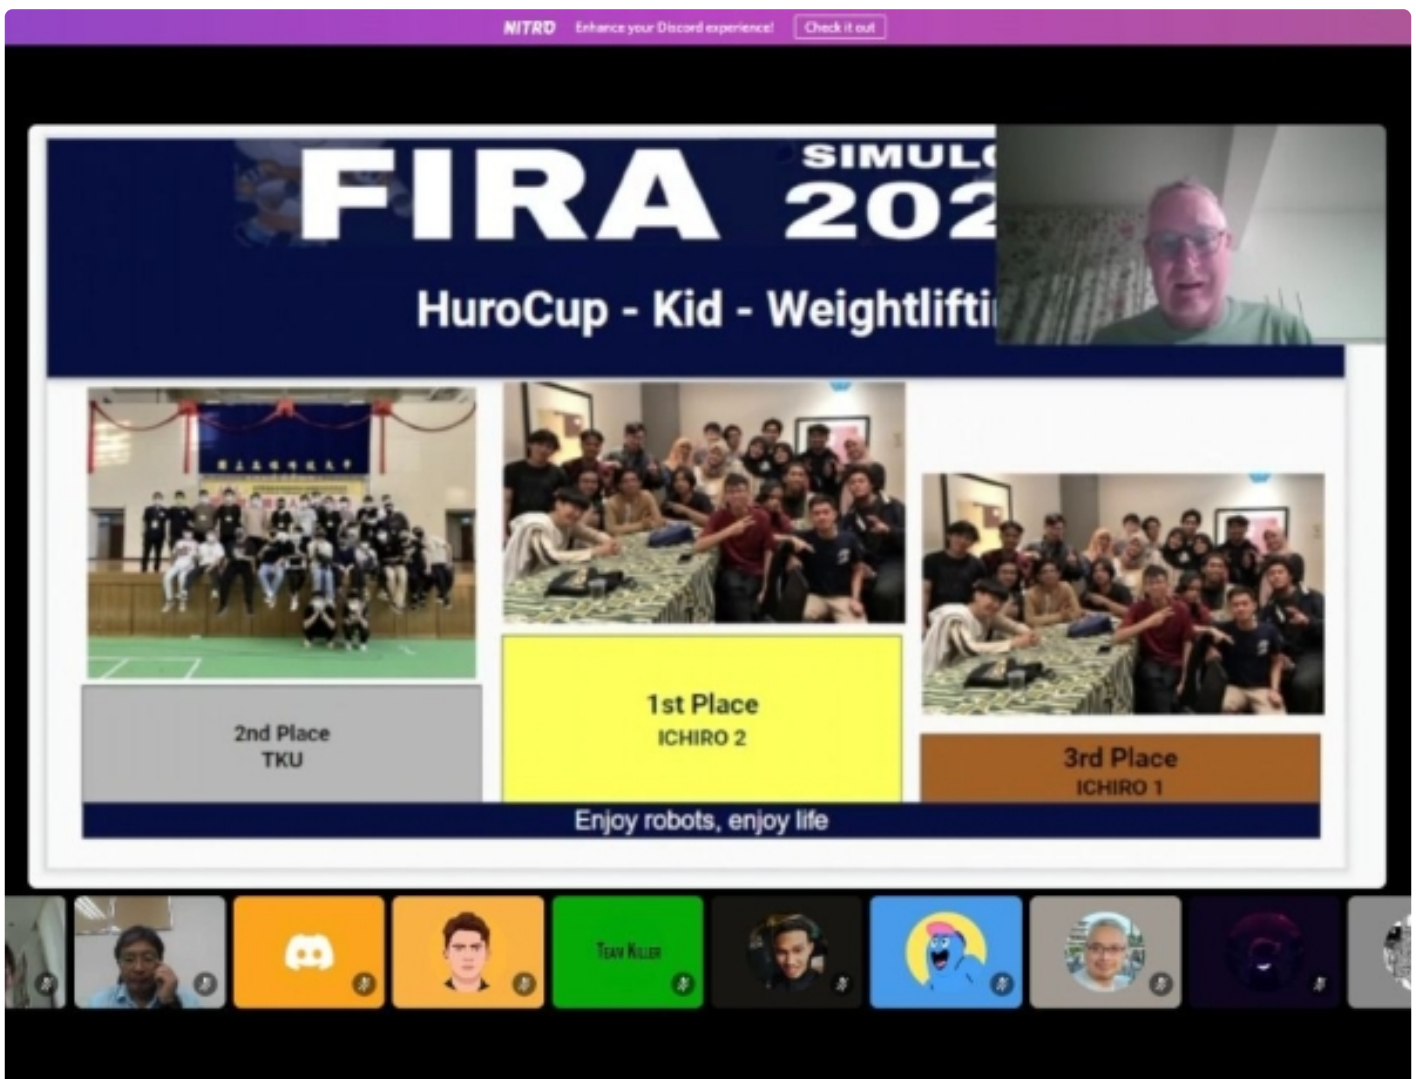 NITRO Enhance your Discord experience! Check it out
FIRA
SIMUL
202
HuroCup - Kid - Weightlifti
1st Place
ICHIRO 2
2nd Place
TKU
3rd Place
ICHIRO 1
Enjoy robots, enjoy life
TEAM KILLER